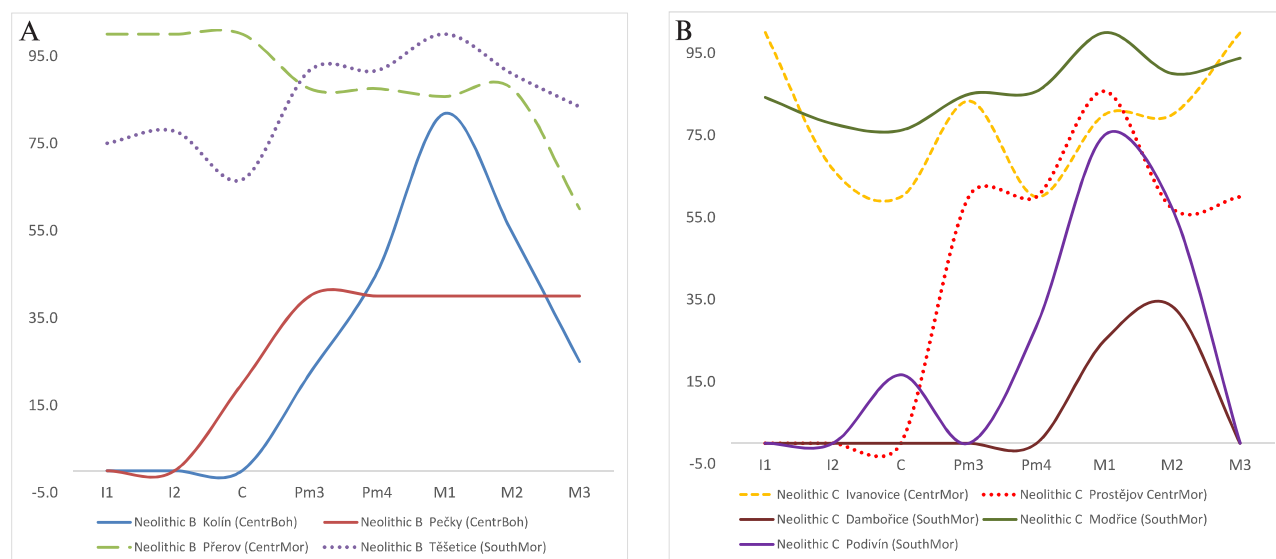 A
95.0
75.0
55.0
35.0
15.0
-5.0
I1 I2 C Pm3 Pm4 M1 M2 M3
Neolithic B Kolín (CentrBoh) Neolithic B Pečky (CentrBoh)
Neolithic B Přerov (CentrMor) Neolithic B Těšetice (SouthMor)
B
95.0
75.0
55.0
35.0
15.0
-5.0
I1 I2 C Pm3 Pm4 M1 M2 M3
Neolithic C Ivanovice (CentrMor) Neolithic C Prostějov CentrMor)
Neolithic C Dambořice (SouthMor) Neolithic C Modřice (SouthMor)
Neolithic C Podivín (SouthMor)